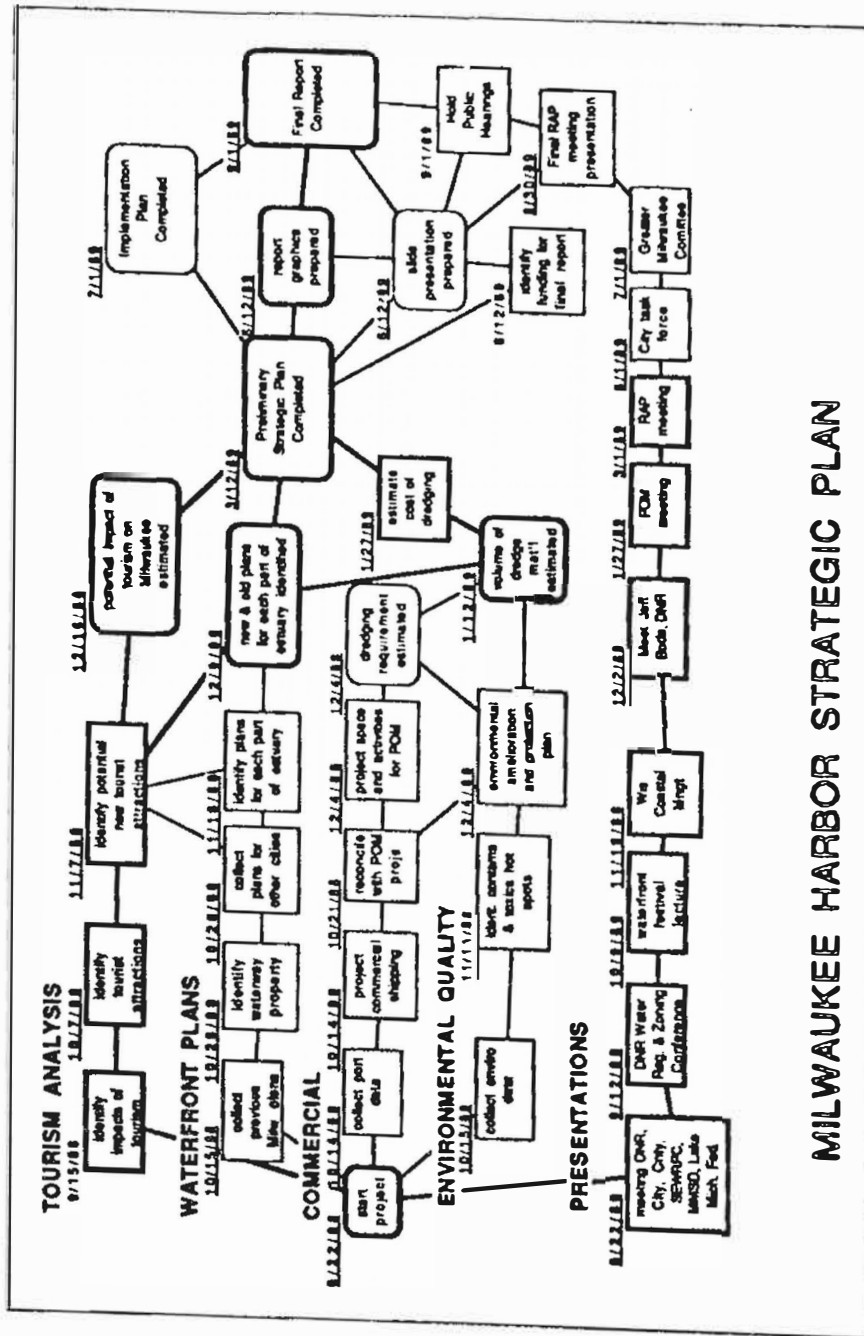 TOURISM ANALYSIS
9/15/88
identify
impacts of
tourism
10/7/88
identify
tourist
attractions
11/7/88
identify potential
new tourist
attractions
12/16/88
potential impact of
tourism on
Milwaukee
estimated
7/1/89
Implementation
Plan
Completed
WATERFRONT PLANS
10/15/88
collect
previous
Milw plans
10/20/88
identify
waterway
property
10/28/88
collect
plans for
other cities
11/18/88
identify plans
for each part
of estuary
12/9/88
new & old plans
for each part of
estuary identified
3/12/89
Preliminary
Strategic Plan
Completed
6/12/89
report
graphics
prepared
9/1/89
Final Report
Completed
COMMERCIAL
8/22/88
start
project
10/14/88
collect port
data
10/14/88
project
commercial
shipping
10/21/88
reconcile
with POM
projs
12/4/88
project space
and activities
for POM
12/4/88
dredging
requirement
estimated
1/27/89
estimate
cost of
dredging
6/12/89
slide
presentation
prepared
9/1/89
Hold
Public
Hearings
ENVIRONMENTAL QUALITY
10/15/88
collect enviro
data
11/11/88
ident. contams
& toxics hot
spots
12/4/88
environmental
amelioration
and protection
plan
1/12/89
volume of
dredge
mat'l
estimated
6/12/89
identify
funding for
final report
8/30/89
Final RAP
meeting
presentation
PRESENTATIONS
8/22/88
meeting DNR,
City, Cnty,
SEWRPC,
MMSD, Lake
Mich. Fed.
9/12/88
DNR Water
Reg. & Zoning
Conference
10/6/88
waterfront
festival
lecture
11/18/88
Wis
Coastal
Mngt
12/2/88
Meet Jeff
Bode, DNR
1/27/89
POM
meeting
3/1/89
RAP
meeting
6/1/89
City task
force
7/1/89
Greater
Milwaukee
Comittee
MILWAUKEE HARBOR STRATEGIC PLAN